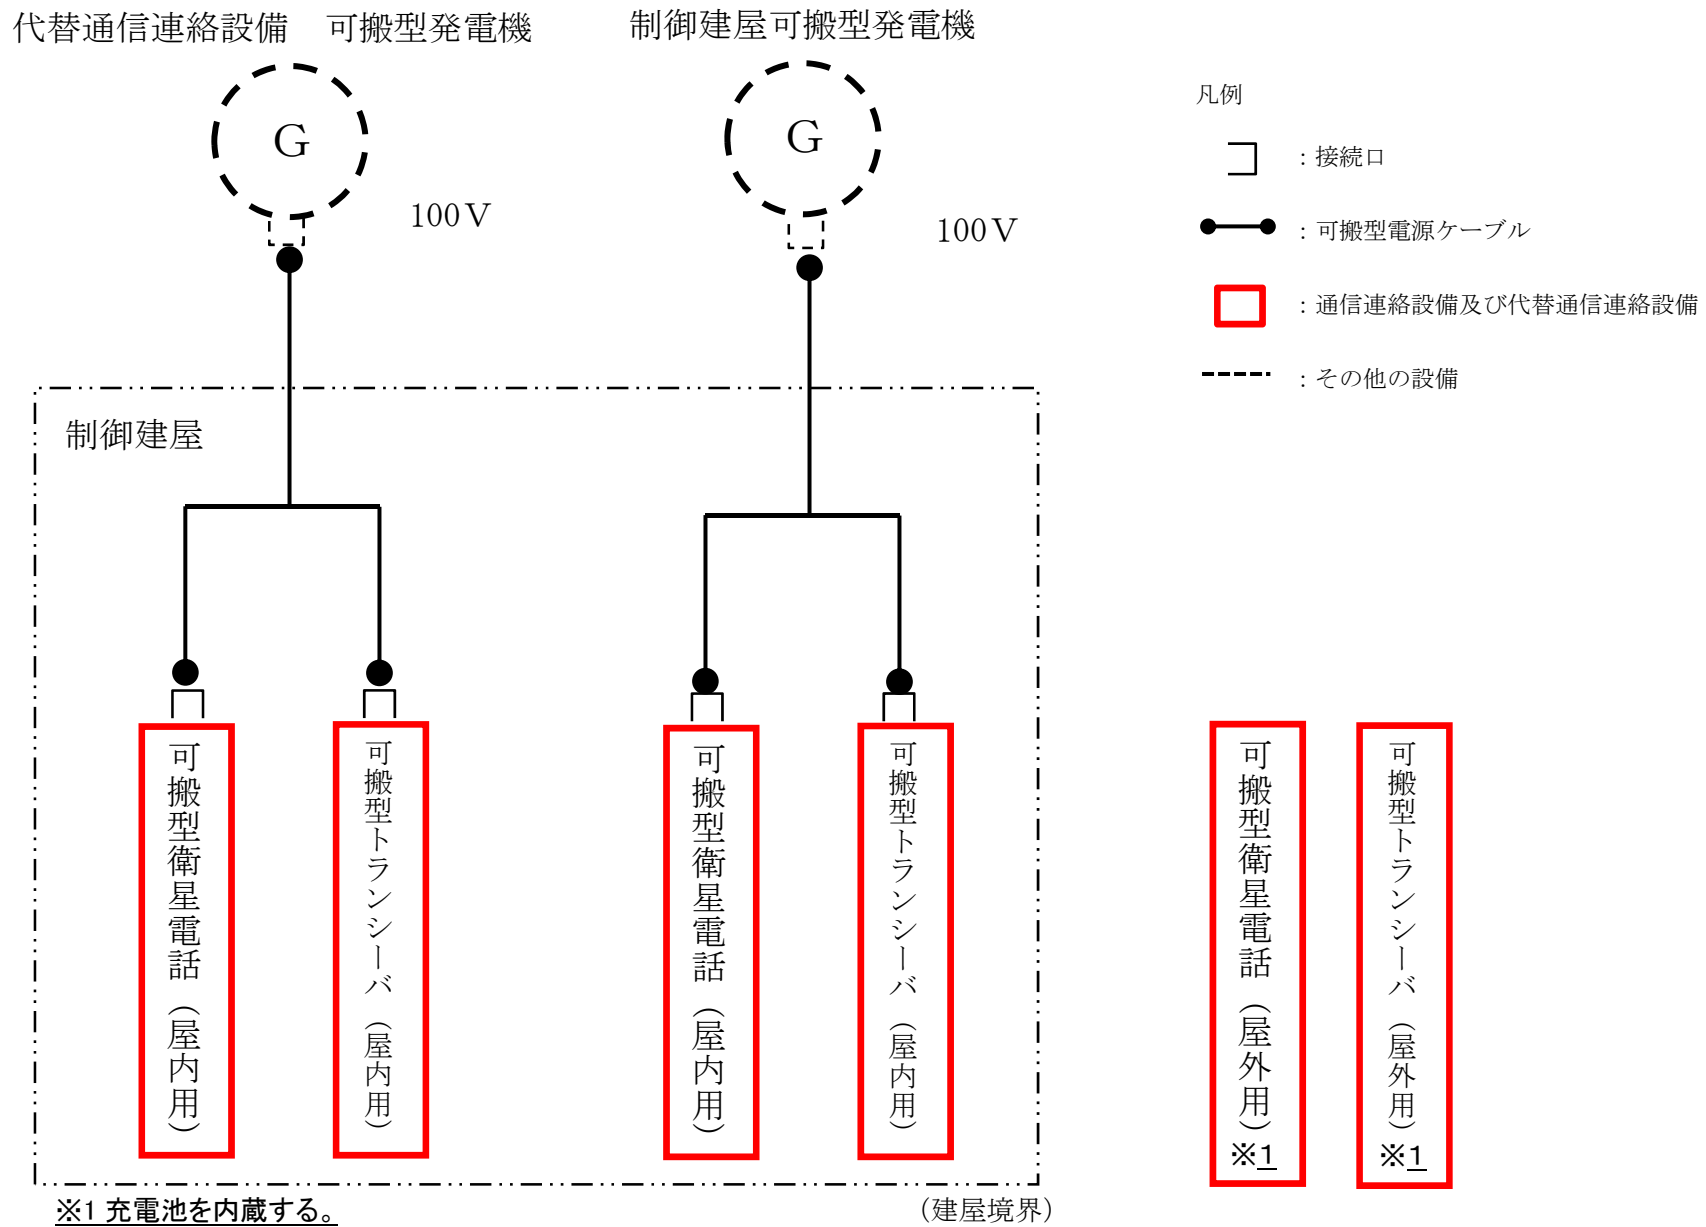 代替通信連絡設備　可搬型発電機
制御建屋可搬型発電機
G
G
100V
100V
凡例
：接続口
：可搬型電源ケーブル
：通信連絡設備及び代替通信連絡設備
：その他の設備
制御建屋
可搬型衛星電話（屋内用）
可搬型トランシーバ（屋内用）
可搬型衛星電話（屋内用）
可搬型トランシーバ（屋内用）
可搬型衛星電話（屋外用）
※1
可搬型トランシーバ（屋外用）
※1
※1 充電池を内蔵する。
（建屋境界）